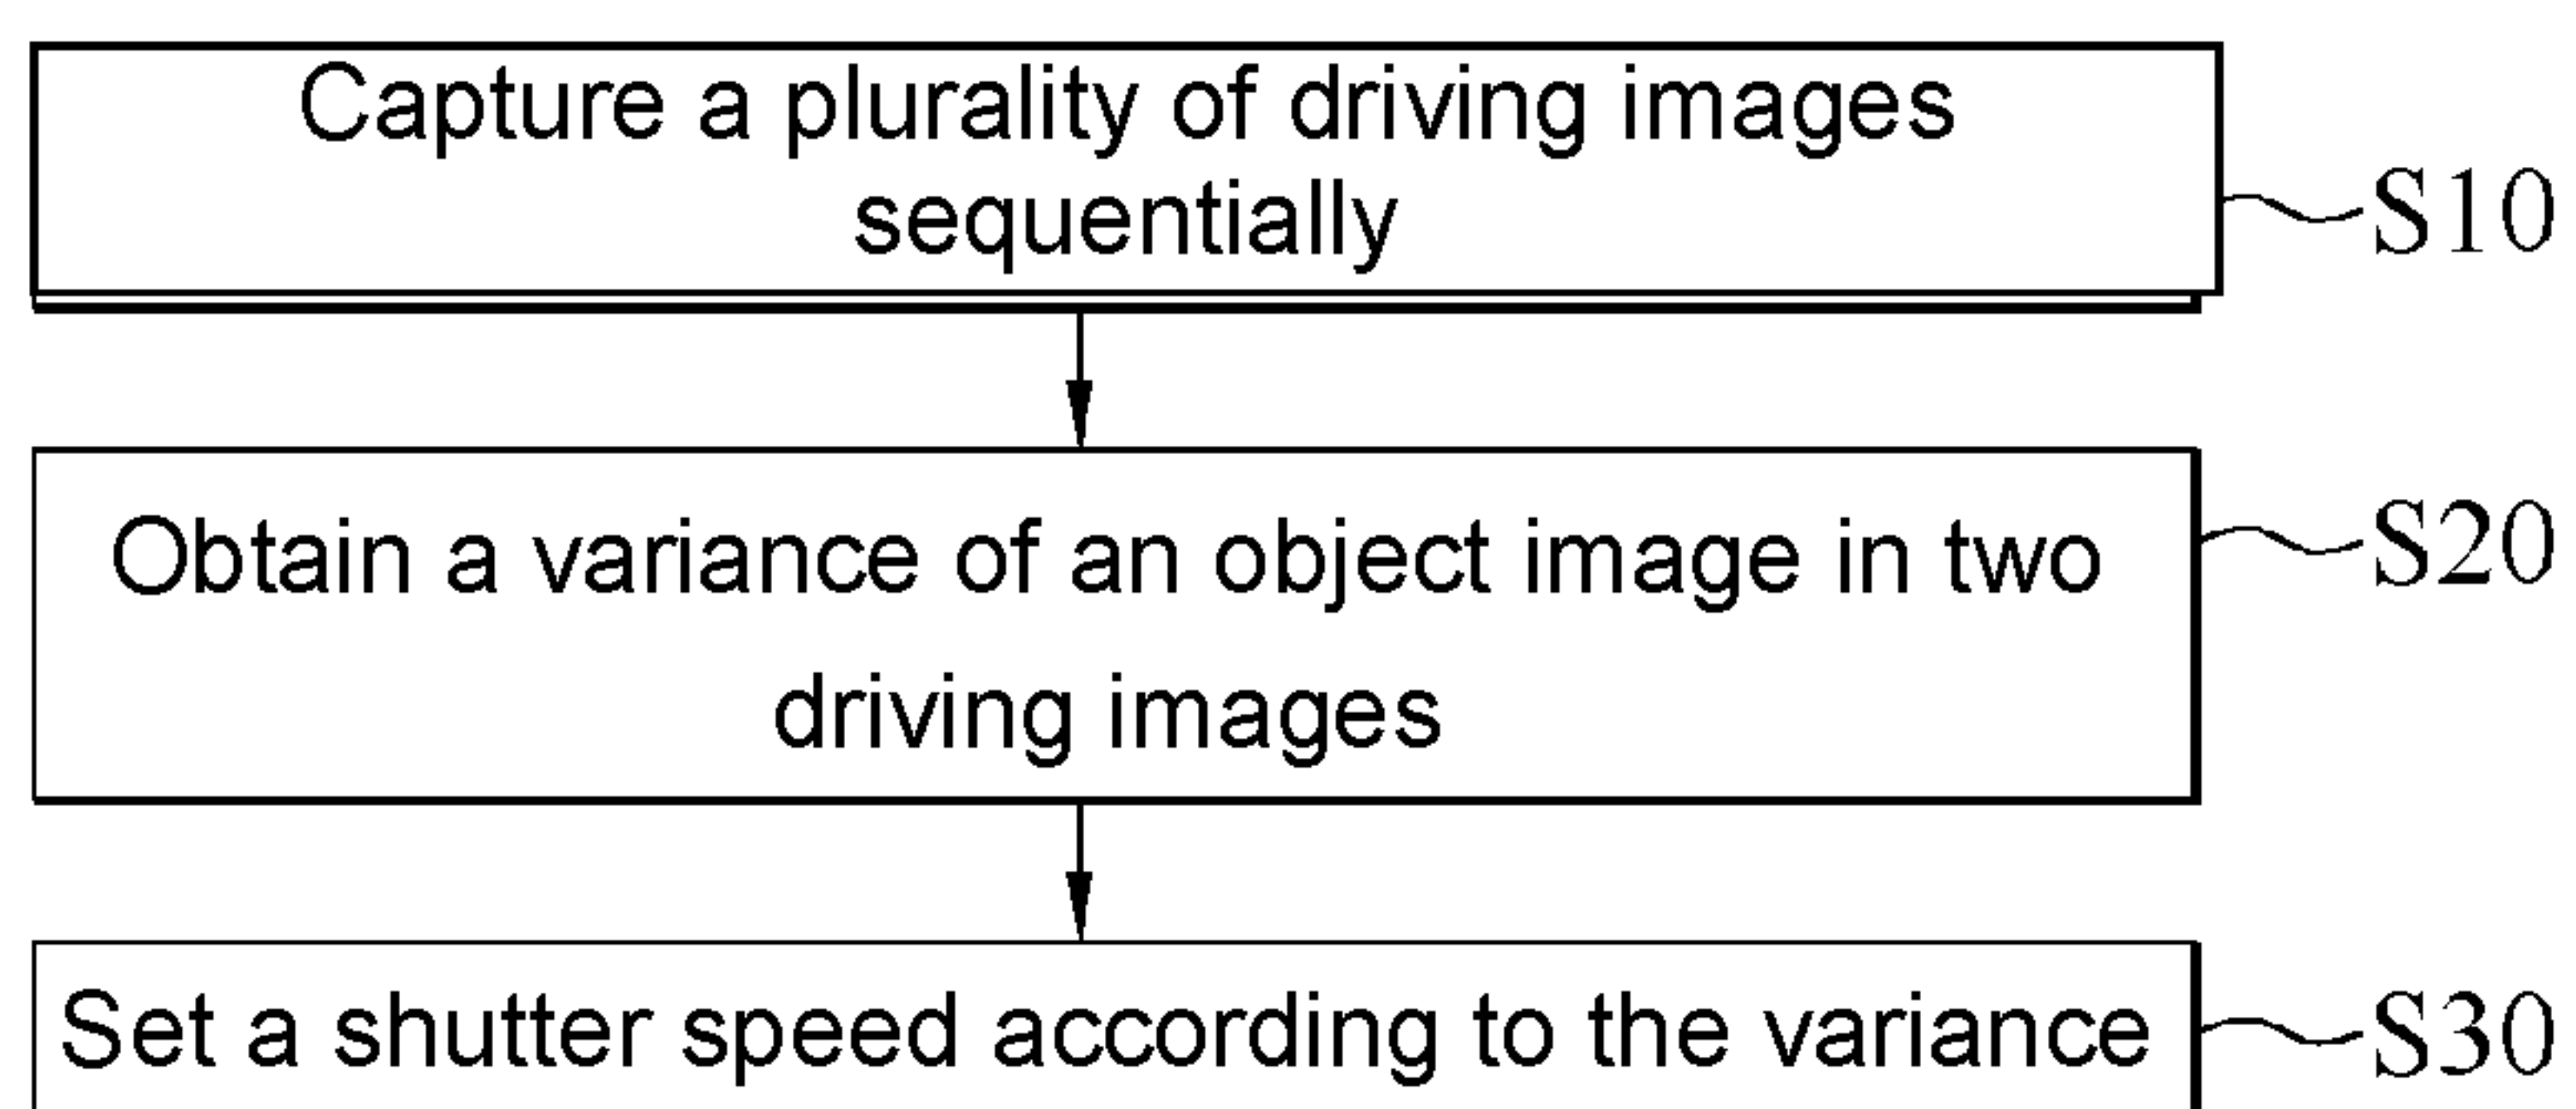 Capture a plurality of driving images
sequentially
S10
Obtain a variance of an object image in two
driving images
S20
Set a shutter speed according to the variance
S30